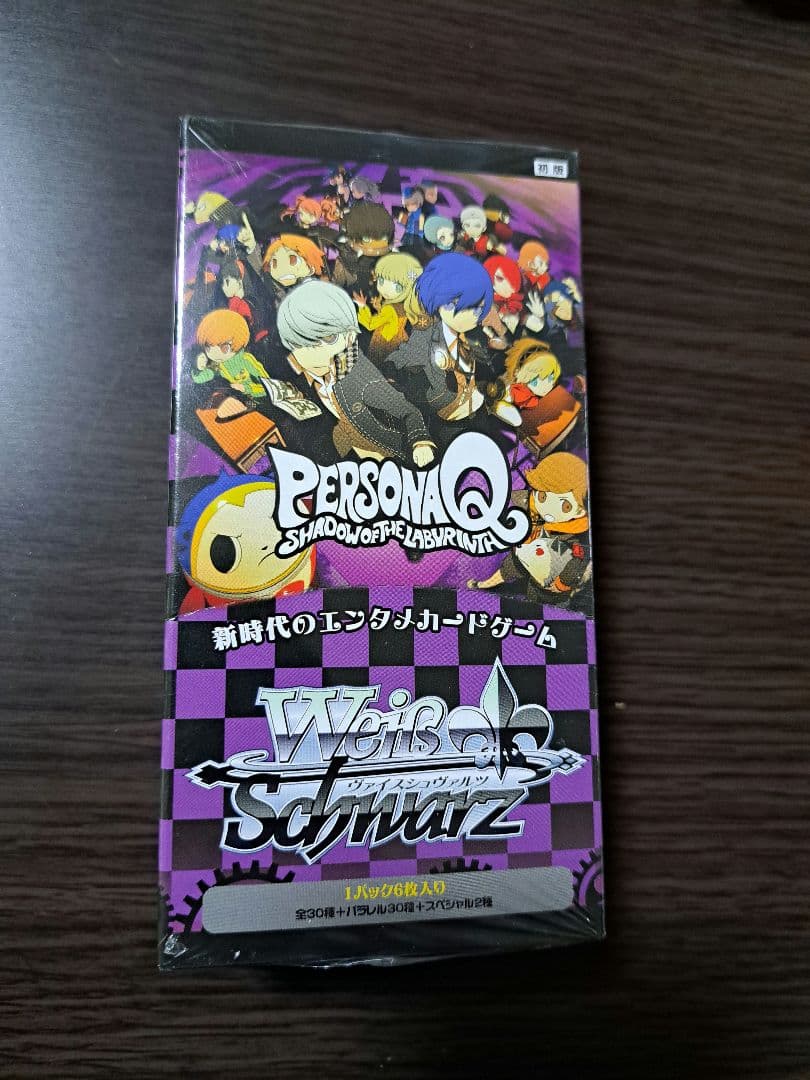 初版
PERSONAQ
SHADOW OF THE LABYRINTH
新時代のエンタメカードゲーム
Weiß
ヴァイスシュヴァルツ
Schwarz
1パック6枚入り
全30種+パラレル30種+スペシャル2種